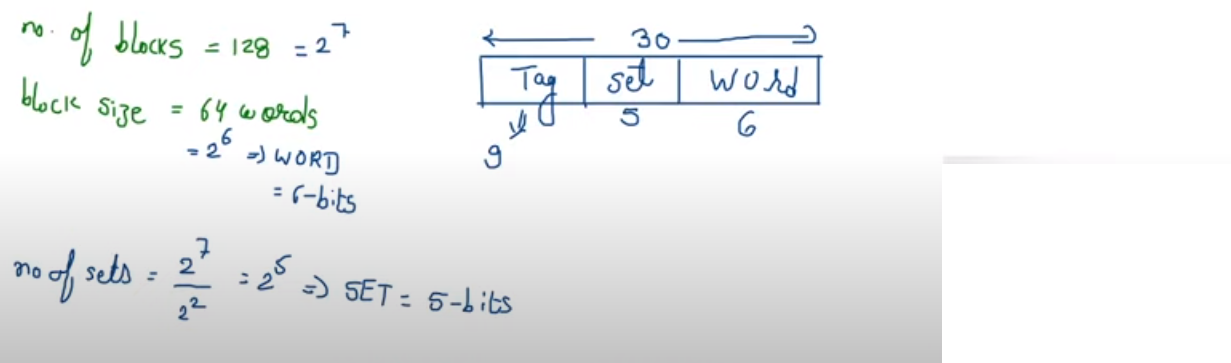 no. of blocks = 128 = 2^7
block size = 64 words
= 2^6 => WORD
= 6-bits
no of sets = 2^7/2^2 = 2^5 => SET = 5-bits
30
Tag | set | WORD
9 5 6